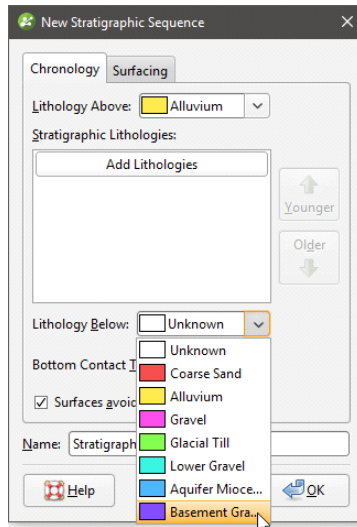 New Stratigraphic Sequence
Chronology Surfacing
Lithology Above: Alluvium
Stratigraphic Lithologies:
Add Lithologies
Younger
Older
Lithology Below: Unknown
Unknown
Coarse Sand
Bottom Contact T
Alluvium
Surfaces avoid
Gravel
Glacial Till
Name: Stratigraph
Lower Gravel
Aquifer Mioce...
Help
OK
Basement Gra...